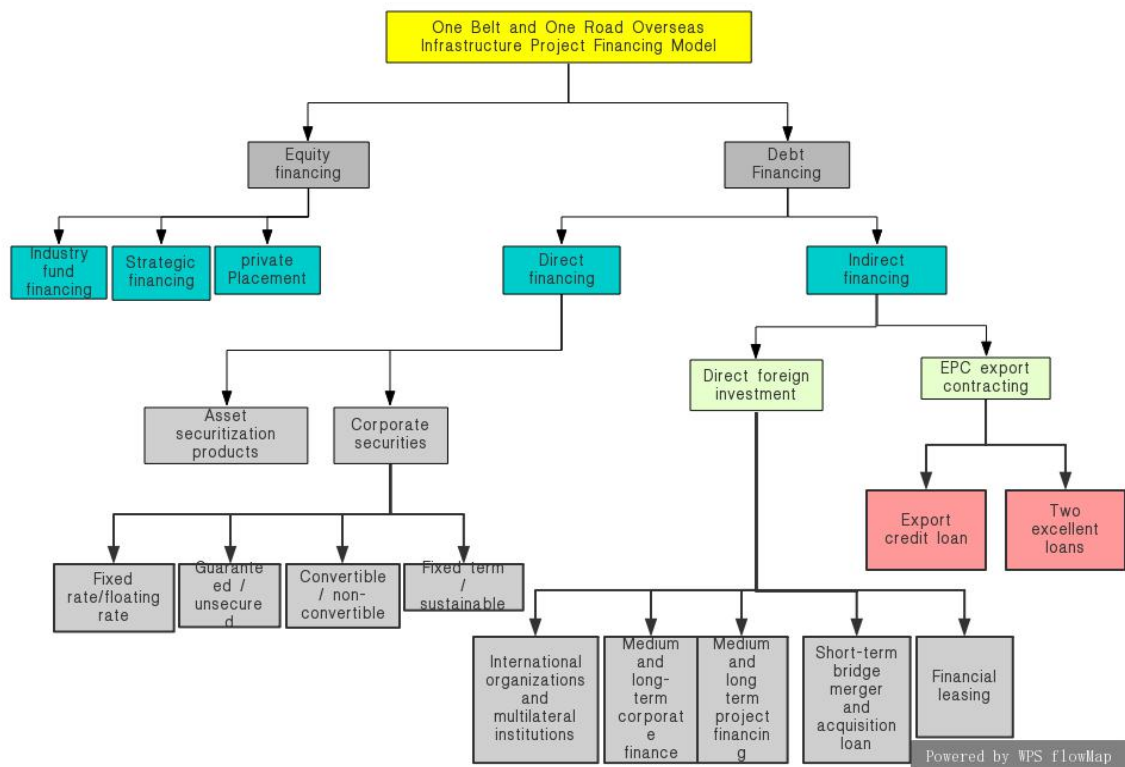 One Belt and One Road Overseas
Infrastructure Project Financing Model
Equity
financing
Debt
Financing
Industry
fund
financing
Strategic
financing
private
Placement
Direct
financing
Indirect
financing
Direct foreign
investment
EPC export
contracting
Asset
securitization
products
Corporate
securities
Export
credit loan
Two
excellent
loans
Fixed
rate/floating
rate
Guarante
ed /
unsecure
d
Convertible
/ non-
convertible
Fixed term /
sustainable
International
organizations
and
multilateral
institutions
Medium
and
long-
term
corporat
e
finance
Medium
and long
term
project
financin
g
Short-term
bridge
merger
and
acquisition
loan
Financial
leasing
Powered by WPS flowMap